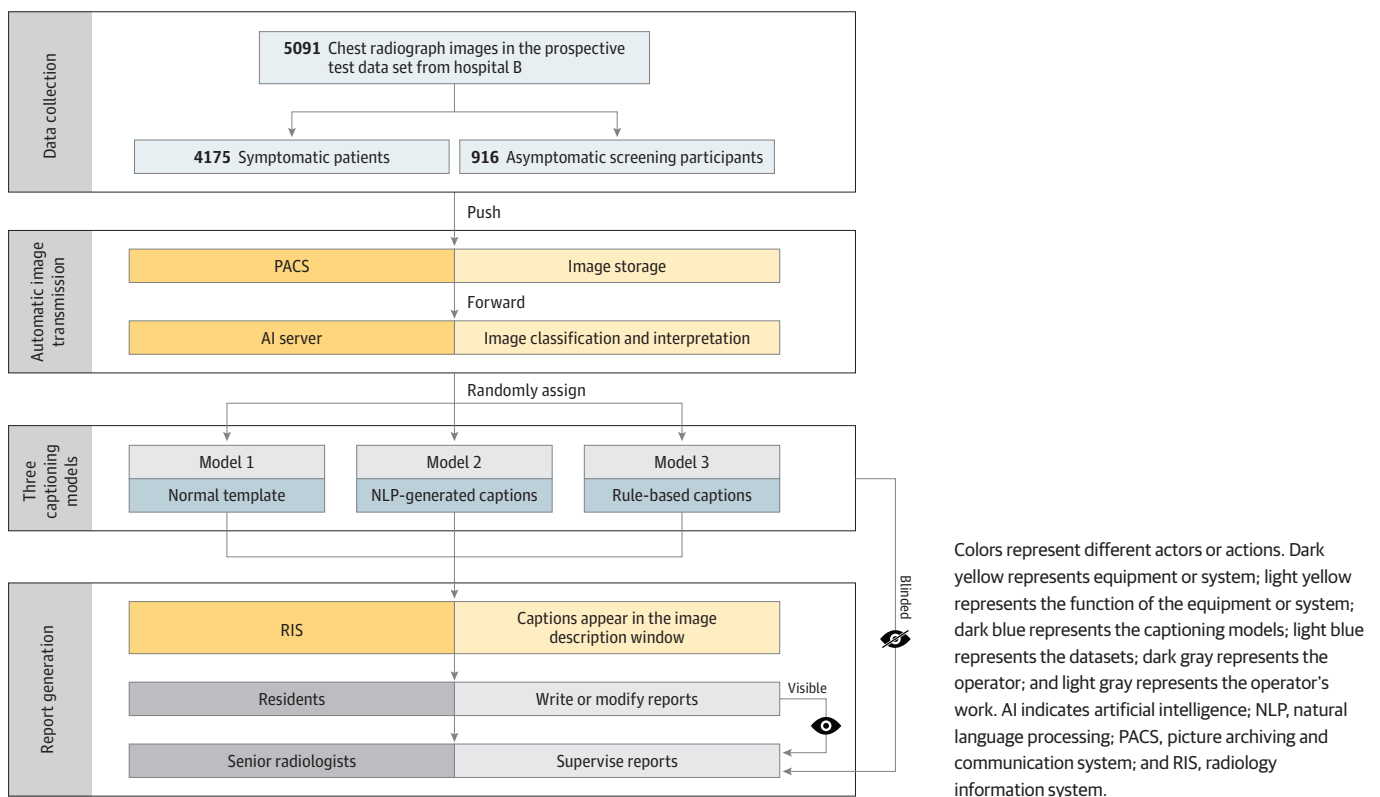 Data collection
5091 Chest radiograph images in the prospective
test data set from hospital B
4175 Symptomatic patients
916 Asymptomatic screening participants
Push
Automatic image
transmission
PACS
Image storage
Forward
AI server
Image classification and interpretation
Randomly assign
Three
captioning
models
Model 1
Normal template
Model 2
NLP-generated captions
Model 3
Rule-based captions
Blinded
Report generation
RIS
Captions appear in the image
description window
Residents
Write or modify reports
Visible
Senior radiologists
Supervise reports
Colors represent different actors or actions. Dark
yellow represents equipment or system; light yellow
represents the function of the equipment or system;
dark blue represents the captioning models; light blue
represents the datasets; dark gray represents the
operator; and light gray represents the operator's
work. AI indicates artificial intelligence; NLP, natural
language processing; PACS, picture archiving and
communication system; and RIS, radiology
information system.